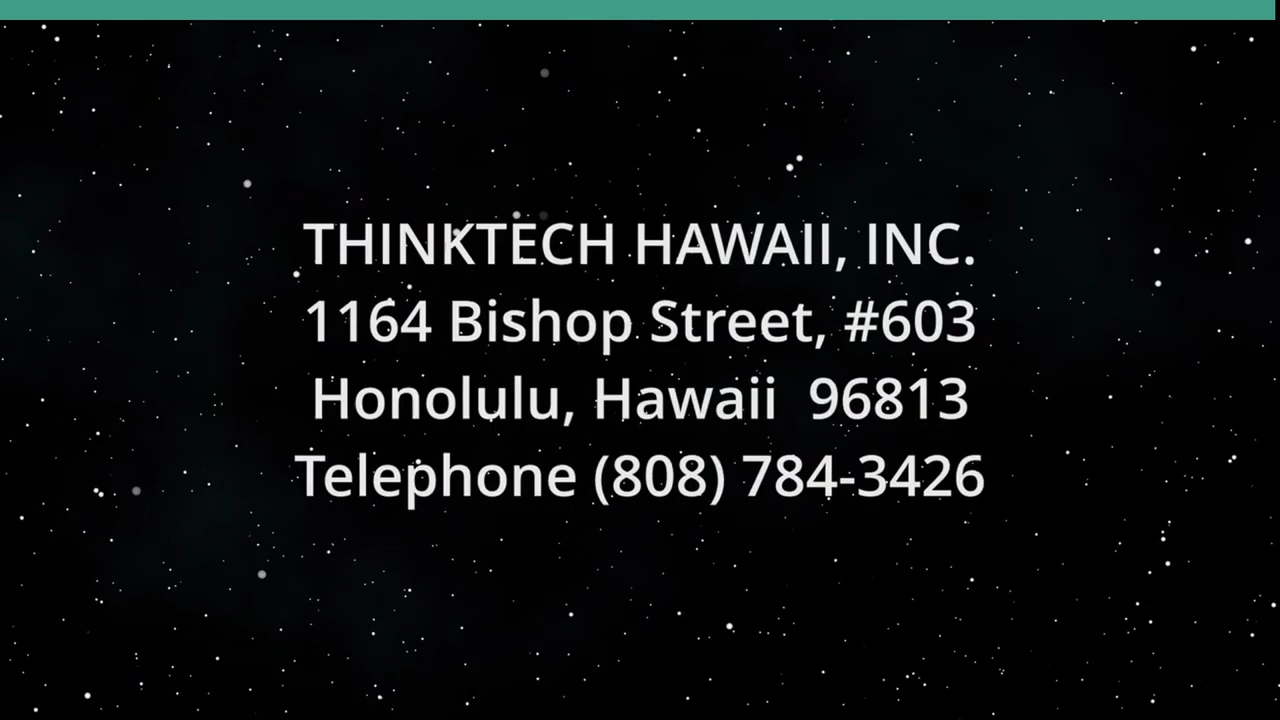 THINKTECH HAWAII, INC.
1164 Bishop Street, #603
Honolulu, Hawaii  96813
Telephone (808) 784-3426